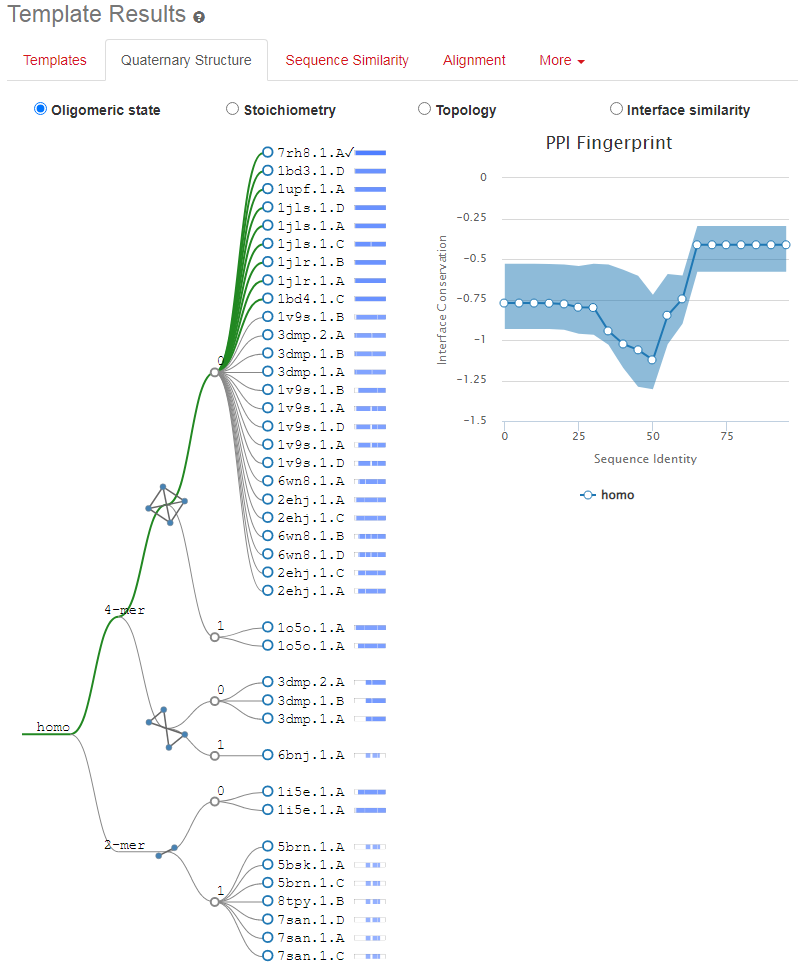 Template Results ?
Templates Quaternary Structure Sequence Similarity Alignment More
Oligomeric state Stoichiometry Topology Interface similarity
PPI Fingerprint
0
-0.25
-0.5
-0.75
-1
-1.25
-1.5
Interface Conservation
0 25 50 75
Sequence Identity
homo
homo
4-mer
2-mer
0
7rh8.1.A✓
1bd3.1.D
1upf.1.A
1jls.1.D
1jls.1.A
1jls.1.C
1jlr.1.B
1jlr.1.A
1bd4.1.C
1v9s.1.B
3dmp.2.A
3dmp.1.B
3dmp.1.A
1v9s.1.B
1v9s.1.A
1v9s.1.D
1v9s.1.A
1v9s.1.D
6wn8.1.A
2ehj.1.A
2ehj.1.C
6wn8.1.B
6wn8.1.D
2ehj.1.C
2ehj.1.A
1
1o5o.1.A
1o5o.1.A
0
3dmp.2.A
3dmp.1.B
3dmp.1.A
1
6bnj.1.A
0
1i5e.1.A
1i5e.1.A
1
5brn.1.A
5bsk.1.A
5brn.1.C
8tpy.1.B
7san.1.D
7san.1.A
7san.1.C